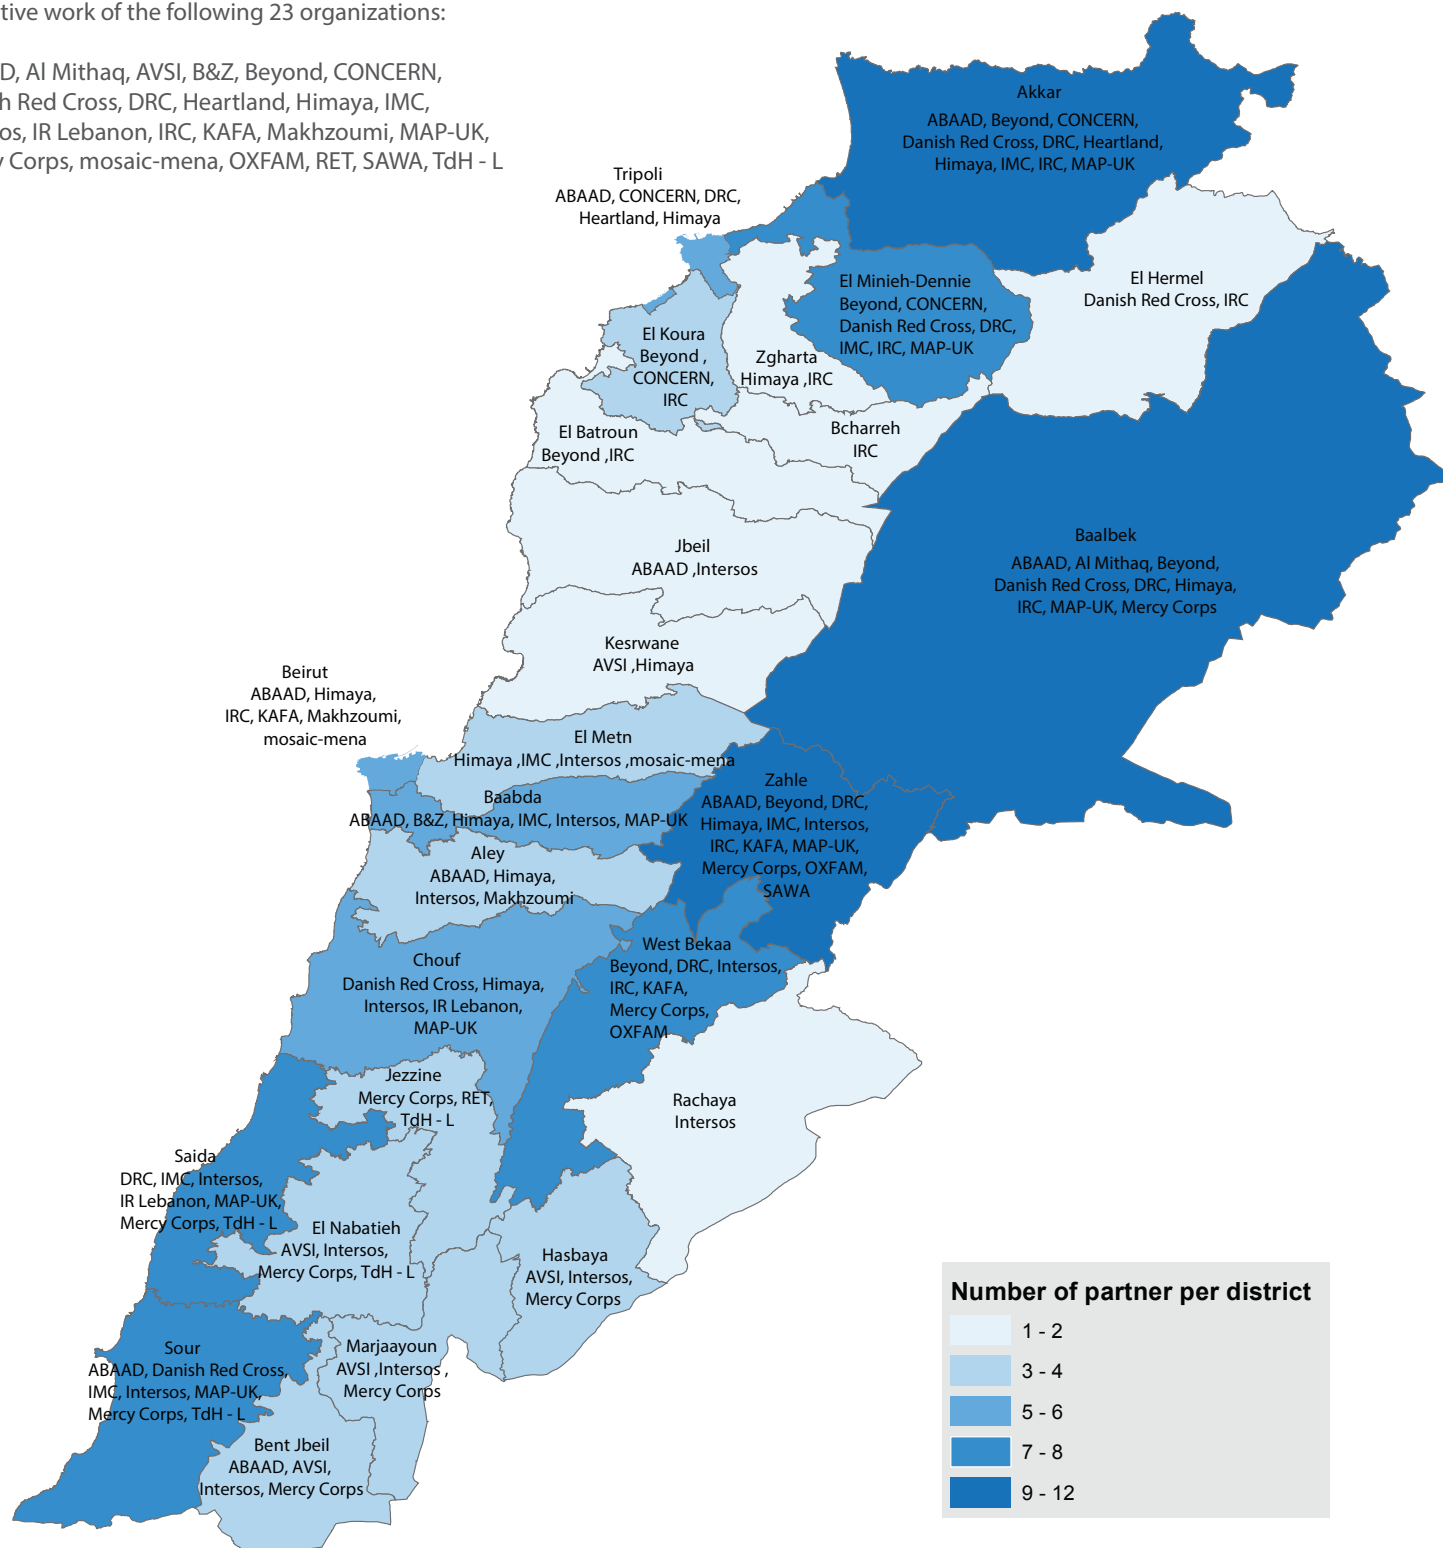 tive work of the following 23 organizations:
D, Al Mithaq, AVSI, B&Z, Beyond, CONCERN,
h Red Cross, DRC, Heartland, Himaya, IMC,
os, IR Lebanon, IRC, KAFA, Makhzoumi, MAP-UK,
y Corps, mosaic-mena, OXFAM, RET, SAWA, TdH - L
Akkar
ABAAD, Beyond, CONCERN,
Danish Red Cross, DRC, Heartland,
Himaya, IMC, IRC, MAP-UK
Tripoli
ABAAD, CONCERN, DRC,
Heartland, Himaya
El Hermel
Danish Red Cross, IRC
El Minieh-Dennie
Beyond, CONCERN,
Danish Red Cross, DRC,
IMC, IRC, MAP-UK
El Koura
Beyond ,
CONCERN,
IRC
Zgharta
Himaya ,IRC
Bcharreh
IRC
El Batroun
Beyond ,IRC
Jbeil
ABAAD ,Intersos
Baalbek
ABAAD, Al Mithaq, Beyond,
Danish Red Cross, DRC, Himaya,
IRC, MAP-UK, Mercy Corps
Kesrwane
AVSI ,Himaya
Beirut
ABAAD, Himaya,
IRC, KAFA, Makhzoumi,
mosaic-mena
El Metn
Himaya ,IMC ,Intersos ,mosaic-mena
Baabda
ABAAD, B&Z, Himaya, IMC, Intersos, MAP-UK
Zahle
ABAAD, Beyond, DRC,
Himaya, IMC, Intersos,
IRC, KAFA, MAP-UK,
Mercy Corps, OXFAM,
SAWA
Aley
ABAAD, Himaya,
Intersos, Makhzoumi
Chouf
Danish Red Cross, Himaya,
Intersos, IR Lebanon,
MAP-UK
West Bekaa
Beyond, DRC, Intersos,
IRC, KAFA,
Mercy Corps,
OXFAM
Jezzine
Mercy Corps, RET,
TdH - L
Rachaya
Intersos
Saida
DRC, IMC, Intersos,
IR Lebanon, MAP-UK,
Mercy Corps, TdH - L
El Nabatieh
AVSI, Intersos,
Mercy Corps, TdH - L
Hasbaya
AVSI, Intersos,
Mercy Corps
Sour
ABAAD, Danish Red Cross,
IMC, Intersos, MAP-UK,
Mercy Corps, TdH - L
Marjaayoun
AVSI ,Intersos ,
Mercy Corps
Bent Jbeil
ABAAD, AVSI,
Intersos, Mercy Corps
Number of partner per district
1 - 2
3 - 4
5 - 6
7 - 8
9 - 12